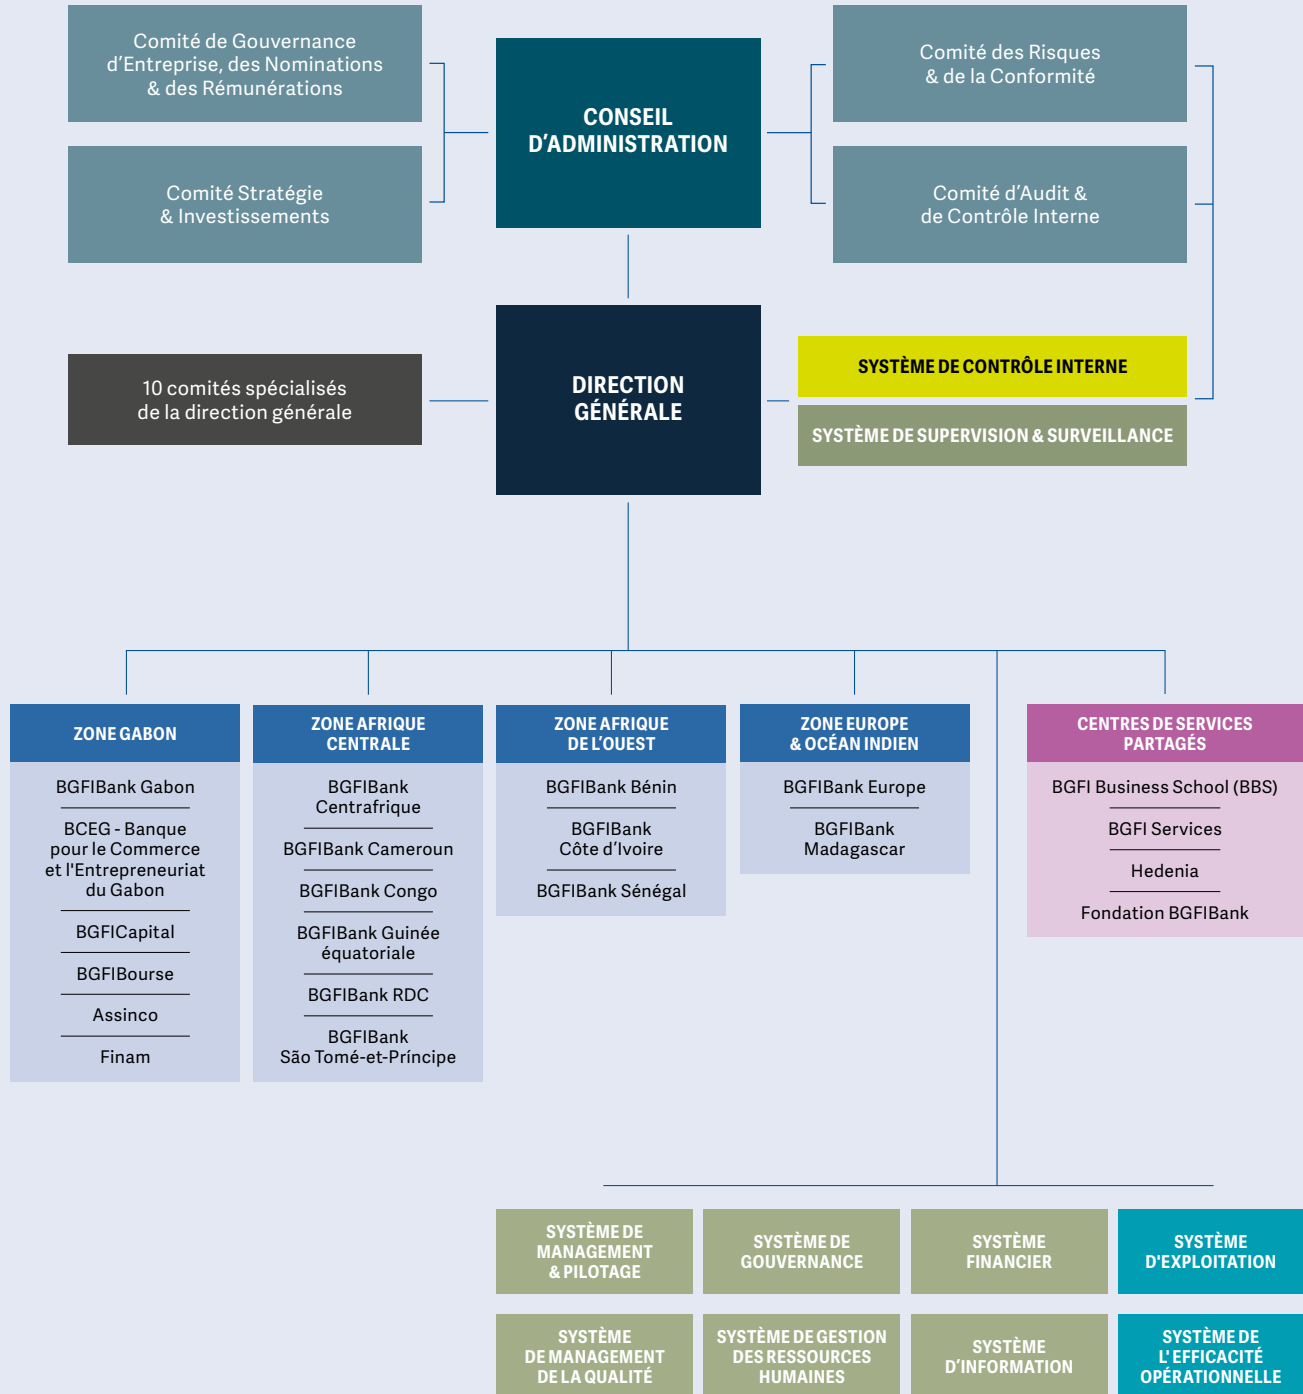 Comité de Gouvernance
d'Entreprise, des Nominations
& des Rémunérations
Comité Stratégie
& Investissements
CONSEIL
D'ADMINISTRATION
Comité des Risques
& de la Conformité
Comité d'Audit &
de Contrôle Interne
10 comités spécialisés
de la direction générale
DIRECTION
GÉNÉRALE
SYSTÈME DE CONTRÔLE INTERNE
SYSTÈME DE SUPERVISION & SURVEILLANCE
ZONE GABON
BGFIBank Gabon
BCEG - Banque
pour le Commerce
et l'Entrepreneuriat
du Gabon
BGFICapital
BGFIBourse
Assinco
Finam
ZONE AFRIQUE
CENTRALE
BGFIBank
Centrafrique
BGFIBank Cameroun
BGFIBank Congo
BGFIBank Guinée
équatoriale
BGFIBank RDC
BGFIBank
São Tomé-et-Príncipe
ZONE AFRIQUE
DE L'OUEST
BGFIBank Bénin
BGFIBank
Côte d'Ivoire
BGFIBank Sénégal
ZONE EUROPE
& OCÉAN INDIEN
BGFIBank Europe
BGFIBank
Madagascar
CENTRES DE SERVICES
PARTAGÉS
BGFI Business School (BBS)
BGFI Services
Hedenia
Fondation BGFIBank
SYSTÈME DE
MANAGEMENT
& PILOTAGE
SYSTÈME DE
GOUVERNANCE
SYSTÈME
FINANCIER
SYSTÈME
D'EXPLOITATION
SYSTÈME
DE MANAGEMENT
DE LA QUALITÉ
SYSTÈME DE GESTION
DES RESSOURCES
HUMAINES
SYSTÈME
D'INFORMATION
SYSTÈME DE
L' EFFICACITÉ
OPÉRATIONNELLE